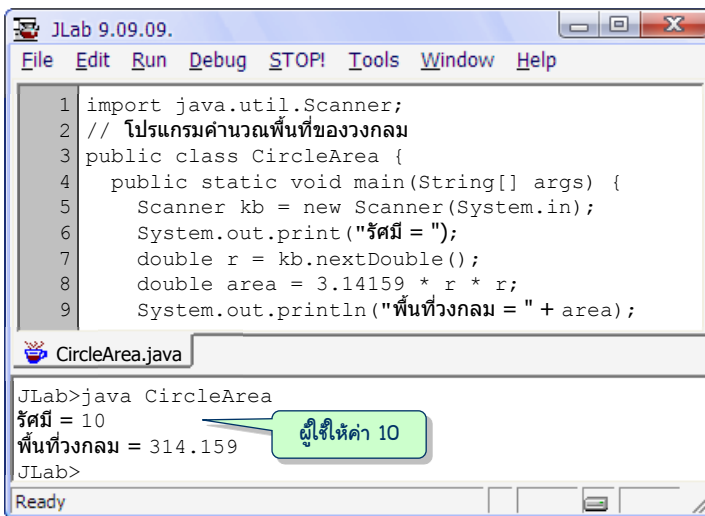 JLab 9.09.09.
File Edit Run Debug STOP! Tools Window Help
1 import java.util.Scanner;
2 // โปรแกรมคำนวณพื้นที่ของวงกลม
3 public class CircleArea {
4 public static void main(String[] args) {
5 Scanner kb = new Scanner(System.in);
6 System.out.print("รัศมี = ");
7 double r = kb.nextDouble();
8 double area = 3.14159 * r * r;
9 System.out.println("พื้นที่วงกลม = " + area);
CircleArea.java
JLab>java CircleArea
รัศมี = 10
ผู้ใช้ให้ค่า 10
พื้นที่วงกลม = 314.159
JLab>
Ready